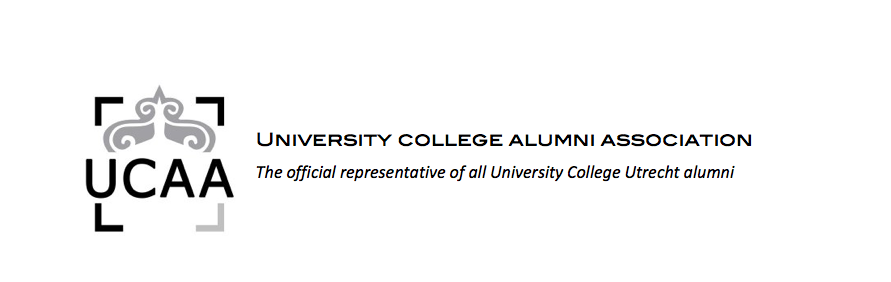 UCAA
UNIVERSITY COLLEGE ALUMNI ASSOCIATION
The official representative of all University College Utrecht alumni